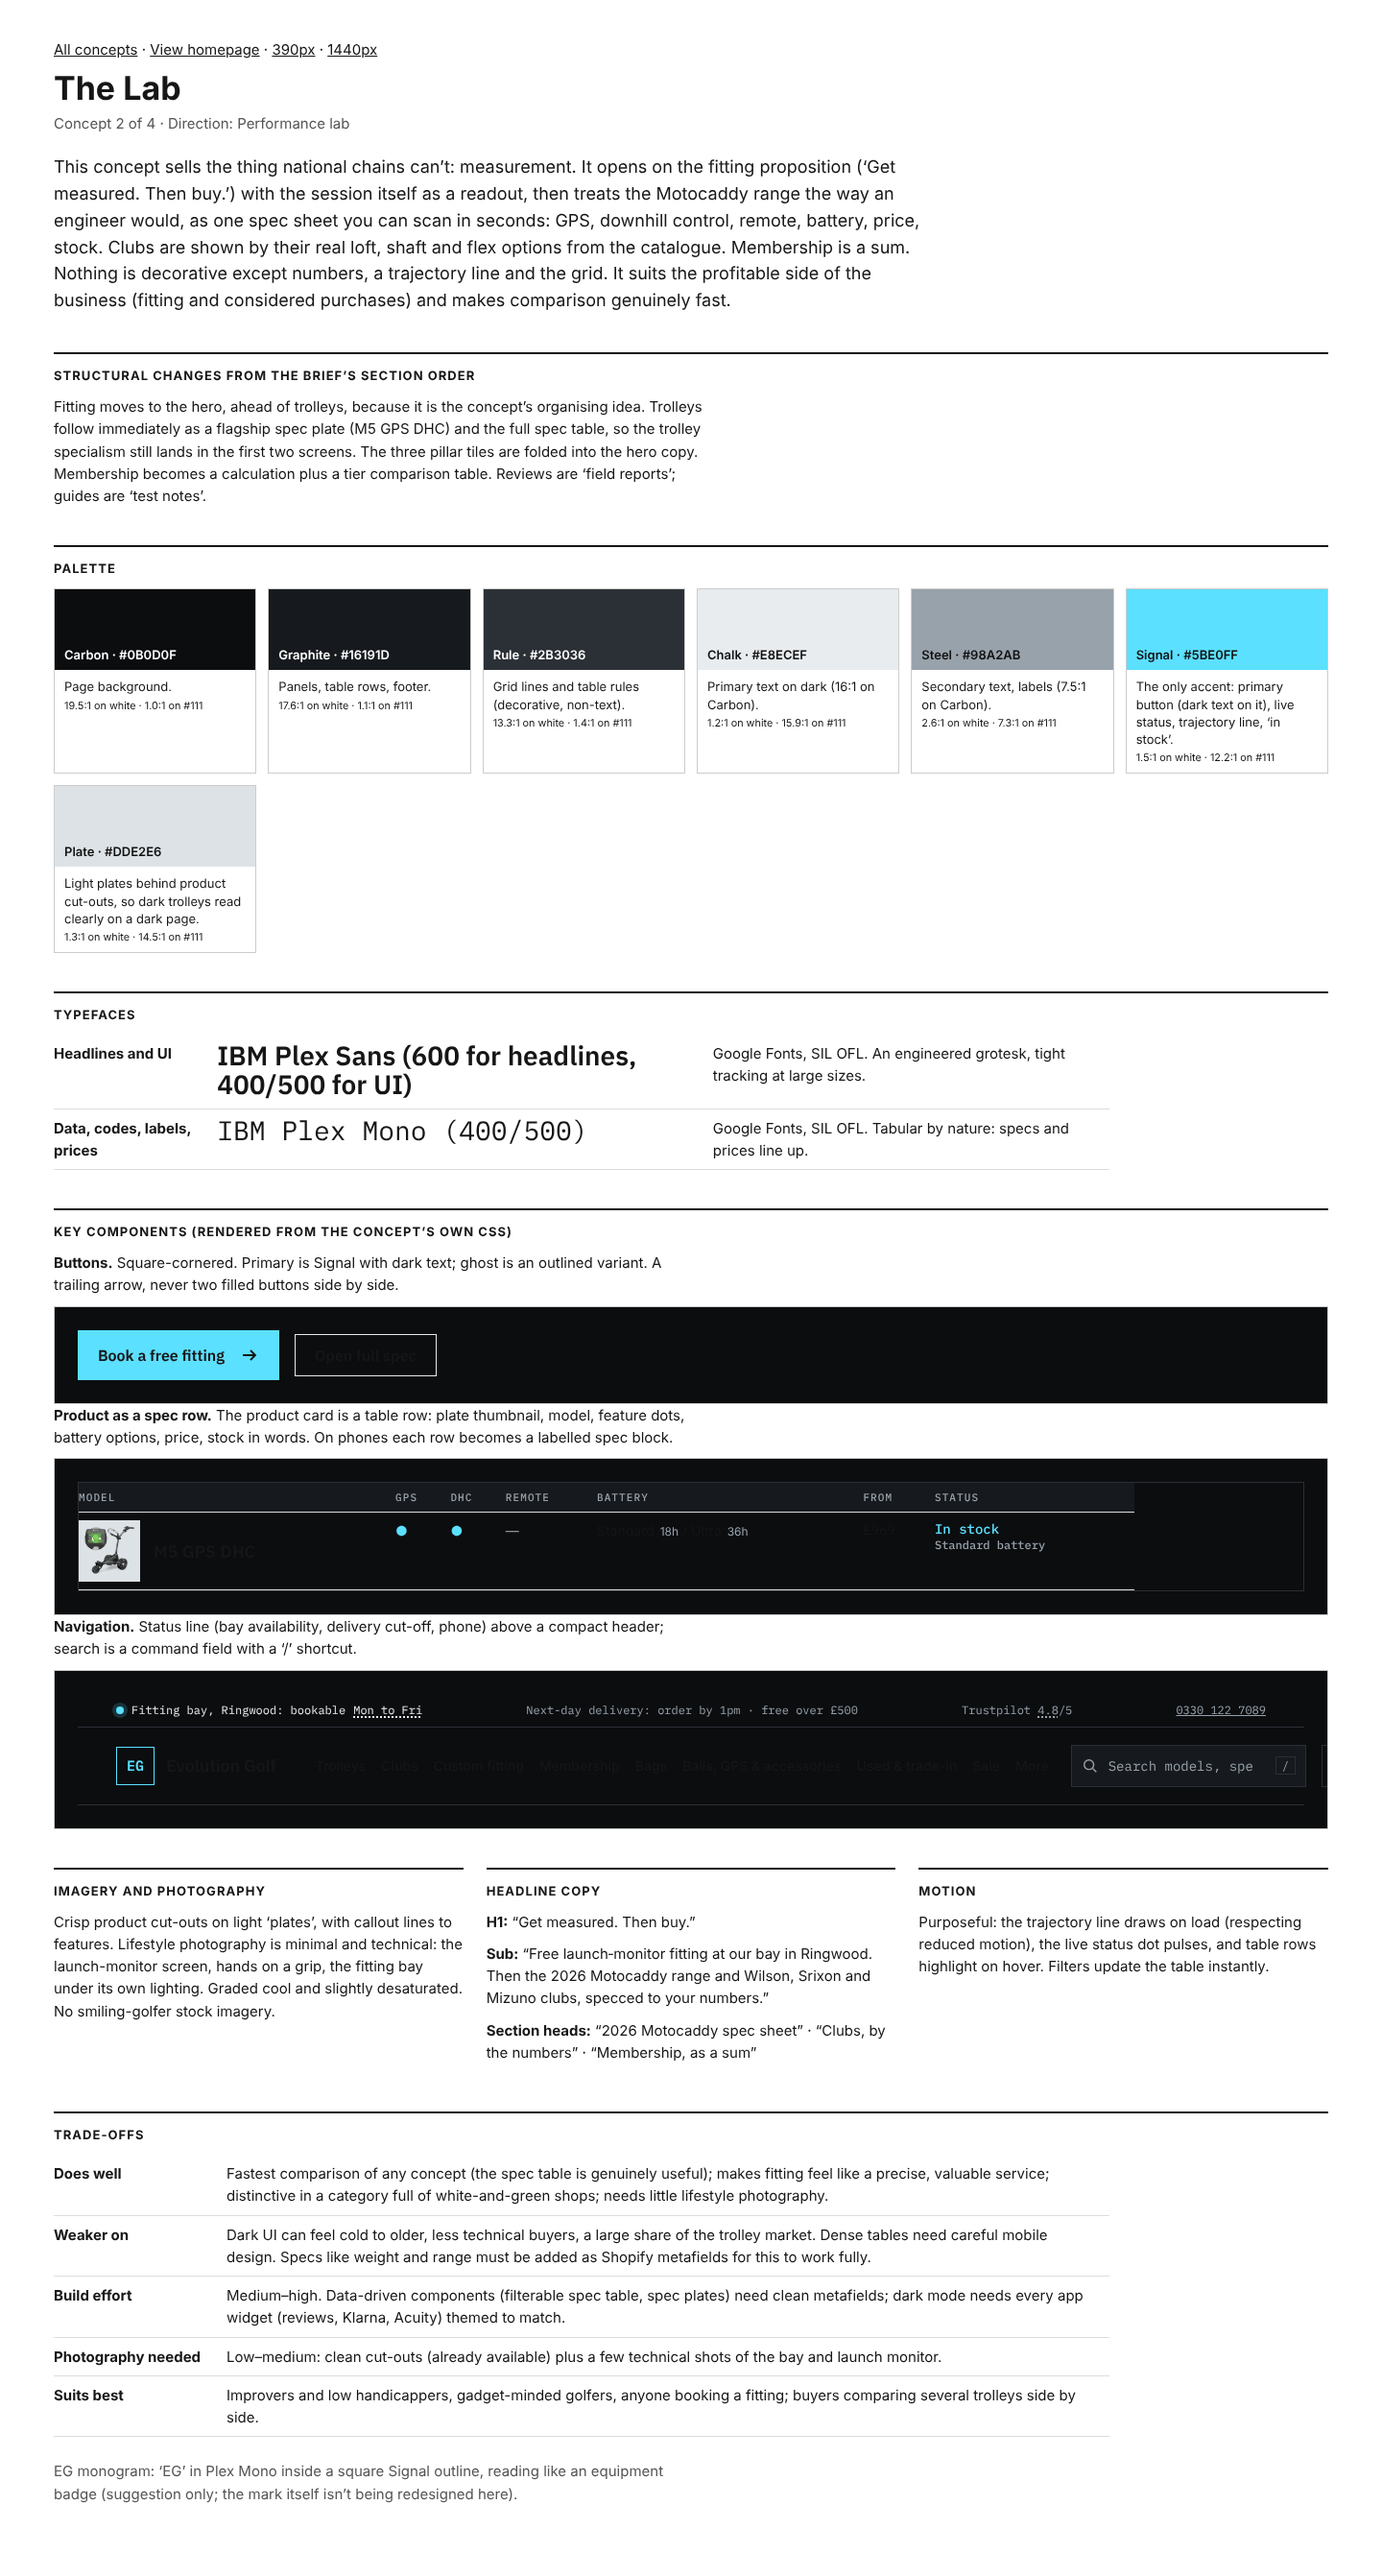 All concepts · View homepage · 390px · 1440px
The Lab
Concept 2 of 4 · Direction: Performance lab
This concept sells the thing national chains can’t: measurement. It opens on the fitting proposition (‘Get
measured. Then buy.’) with the session itself as a readout, then treats the Motocaddy range the way an
engineer would, as one spec sheet you can scan in seconds: GPS, downhill control, remote, battery, price,
stock. Clubs are shown by their real loft, shaft and flex options from the catalogue. Membership is a sum.
Nothing is decorative except numbers, a trajectory line and the grid. It suits the profitable side of the
business (fitting and considered purchases) and makes comparison genuinely fast.
STRUCTURAL CHANGES FROM THE BRIEF’S SECTION ORDER
Fitting moves to the hero, ahead of trolleys, because it is the concept’s organising idea. Trolleys
follow immediately as a flagship spec plate (M5 GPS DHC) and the full spec table, so the trolley
specialism still lands in the first two screens. The three pillar tiles are folded into the hero copy.
Membership becomes a calculation plus a tier comparison table. Reviews are ‘field reports’;
guides are ‘test notes’.
PALETTE
Carbon · #0B0D0F
Page background.
19.5:1 on white · 1.0:1 on #111
Graphite · #16191D
Panels, table rows, footer.
17.6:1 on white · 1.1:1 on #111
Rule · #2B3036
Grid lines and table rules
(decorative, non-text).
13.3:1 on white · 1.4:1 on #111
Chalk · #E8ECEF
Primary text on dark (16:1 on
Carbon).
1.2:1 on white · 15.9:1 on #111
Steel · #98A2AB
Secondary text, labels (7.5:1
on Carbon).
2.6:1 on white · 7.3:1 on #111
Signal · #5BE0FF
The only accent: primary
button (dark text on it), live
status, trajectory line, ‘in
stock’.
1.5:1 on white · 12.2:1 on #111
Plate · #DDE2E6
Light plates behind product
cut-outs, so dark trolleys read
clearly on a dark page.
1.3:1 on white · 14.5:1 on #111
TYPEFACES
Headlines and UI
IBM Plex Sans (600 for headlines,
400/500 for UI)
Google Fonts, SIL OFL. An engineered grotesk, tight
tracking at large sizes.
Data, codes, labels,
prices
IBM Plex Mono (400/500)
Google Fonts, SIL OFL. Tabular by nature: specs and
prices line up.
KEY COMPONENTS (RENDERED FROM THE CONCEPT’S OWN CSS)
Buttons. Square-cornered. Primary is Signal with dark text; ghost is an outlined variant. A
trailing arrow, never two filled buttons side by side.
Book a free fitting →
Open full spec
Product as a spec row. The product card is a table row: plate thumbnail, model, feature dots,
battery options, price, stock in words. On phones each row becomes a labelled spec block.
MODEL GPS DHC REMOTE BATTERY FROM STATUS
M5 GPS DHC — Standard 18h Ultra 36h In stock
Standard battery
Navigation. Status line (bay availability, delivery cut-off, phone) above a compact header;
search is a command field with a ‘/’ shortcut.
Fitting bay, Ringwood: bookable Mon to Fri Next-day delivery: order by 1pm · free over £500 Trustpilot 4.8/5 0330 122 7089
EG Evolution Golf Trolleys Clubs Custom fitting Membership Bags Balls, GPS & accessories Used & trade-in Sale More Search models, spe /
IMAGERY AND PHOTOGRAPHY
Crisp product cut-outs on light ‘plates’, with callout lines to
features. Lifestyle photography is minimal and technical: the
launch-monitor screen, hands on a grip, the fitting bay
under its own lighting. Graded cool and slightly desaturated.
No smiling-golfer stock imagery.
HEADLINE COPY
H1: “Get measured. Then buy.”
Sub: “Free launch-monitor fitting at our bay in Ringwood.
Then the 2026 Motocaddy range and Wilson, Srixon and
Mizuno clubs, specced to your numbers.”
Section heads: “2026 Motocaddy spec sheet” · “Clubs, by
the numbers” · “Membership, as a sum”
MOTION
Purposeful: the trajectory line draws on load (respecting
reduced motion), the live status dot pulses, and table rows
highlight on hover. Filters update the table instantly.
TRADE-OFFS
Does well
Fastest comparison of any concept (the spec table is genuinely useful); makes fitting feel like a precise, valuable service;
distinctive in a category full of white-and-green shops; needs little lifestyle photography.
Weaker on
Dark UI can feel cold to older, less technical buyers, a large share of the trolley market. Dense tables need careful mobile
design. Specs like weight and range must be added as Shopify metafields for this to work fully.
Build effort
Medium–high. Data-driven components (filterable spec table, spec plates) need clean metafields; dark mode needs every app
widget (reviews, Klarna, Acuity) themed to match.
Photography needed
Low–medium: clean cut-outs (already available) plus a few technical shots of the bay and launch monitor.
Suits best
Improvers and low handicappers, gadget-minded golfers, anyone booking a fitting; buyers comparing several trolleys side by
side.
EG monogram: ‘EG’ in Plex Mono inside a square Signal outline, reading like an equipment
badge (suggestion only; the mark itself isn’t being redesigned here).